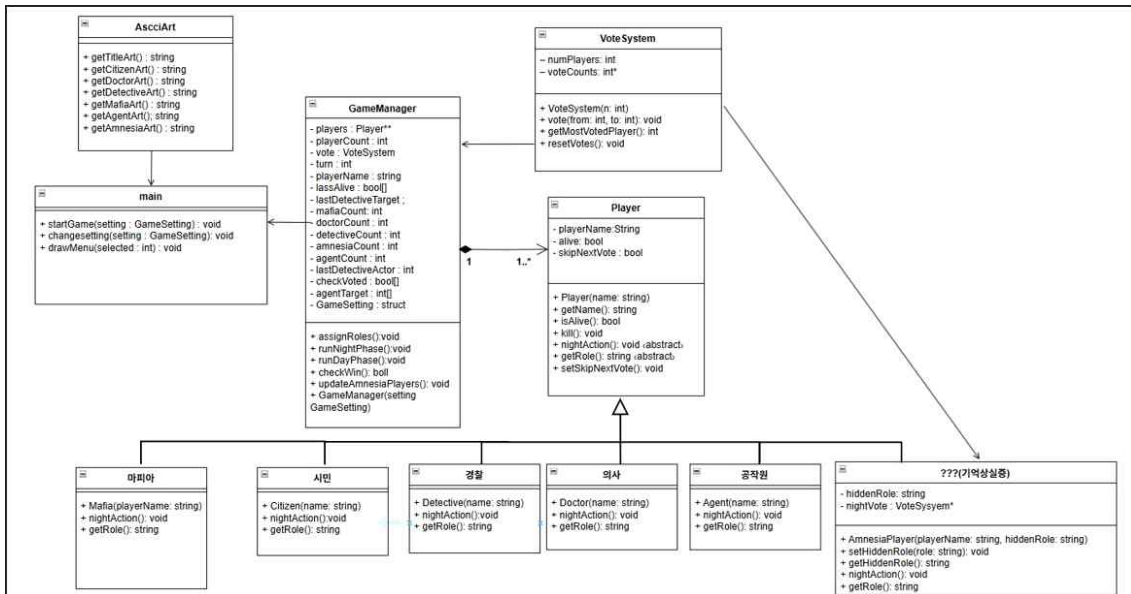 AscciArt
+ getTitleArt() : string
+ getCitizenArt() : string
+ getDoctorArt() : string
+ getDetectiveArt() : string
+ getMafiaArt() : string
+ getAgentArt(); string
+ getAmnesiaArt() : string
main
+ startGame(setting : GameSetting) : void
+ changesetting(setting : GameSetting): void
+ drawMenu(selected : int) : void
GameManager
- players : Player**
- playerCount : int
- vote : VoteSystem
- turn : int
- playerName : string
- lassAlive : bool[]
- lastDetectiveTarget ;
- mafiaCount: int
- doctorCount : int
- detectiveCount : int
- amnesiaCount : int
- agentCount : int
- lastDetectiveActor : int
- checkVoted : bool[]
- agentTarget : int[]
- GameSetting : struct
+ assignRoles():void
+ runNightPhase():void
+ runDayPhase():void
+ checkWin(): boll
+ updateAmnesiaPlayers(): void
+ GameManager(setting
GameSetting)
VoteSystem
– numPlayers: int
– voteCounts: int*
+ VoteSystem(n: int)
+ vote(from: int, to: int): void
+ getMostVotedPlayer(): int
+ resetVotes(): void
1
1..*
Player
- playerName:String
- alive: bool
- skipNextVote : bool
+ Player(name: string)
+ getName(): string
+ isAlive(): bool
+ kill(): void
+ nightAction(): void ‹abstract›
+ getRole(): string ‹abstract›
+ setSkipNextVote(): void
마피아
+ Mafia(playerName: string)
+ nightAction(): void
+ getRole(): string
시민
+ Citizen(name: string)
+ nightAction():void
+ getRole(): string
경찰
+ Detective(name: string)
+ nightAction():void
+ getRole(): string
의사
+ Doctor(name: string)
+ nightAction(): void
+ getRole(): string
공작원
+ Agent(name: string)
+ nightAction(): void
+ getRole(): string
???(기억상실증)
- hiddenRole: string
- nightVote : VoteSysyem*
+ AmnesiaPlayer(playerName: string, hiddenRole: string)
+ setHiddenRole(role: string): void
+ getHiddenRole(): string
+ nightAction(): void
+ getRole(): string